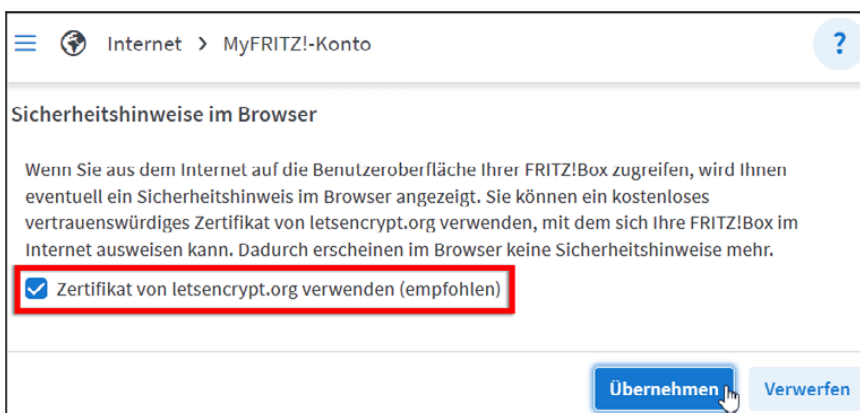 Internet > MyFRITZ!-Konto
?
Sicherheitshinweise im Browser
Wenn Sie aus dem Internet auf die Benutzeroberfläche Ihrer FRITZ!Box zugreifen, wird Ihnen
eventuell ein Sicherheitshinweis im Browser angezeigt. Sie können ein kostenloses
vertrauenswürdiges Zertifikat von letsencrypt.org verwenden, mit dem sich Ihre FRITZ!Box im
Internet ausweisen kann. Dadurch erscheinen im Browser keine Sicherheitshinweise mehr.
Zertifikat von letsencrypt.org verwenden (empfohlen)
Übernehmen Verwerfen